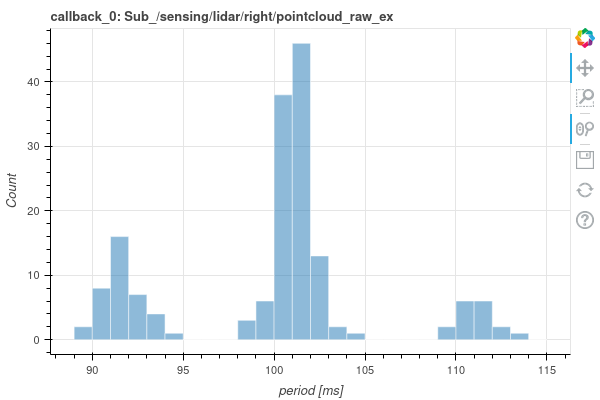 callback_0: Sub_/sensing/lidar/right/pointcloud_raw_ex
Count
40
30
20
10
0
90 95 100 105 110 115
period [ms]